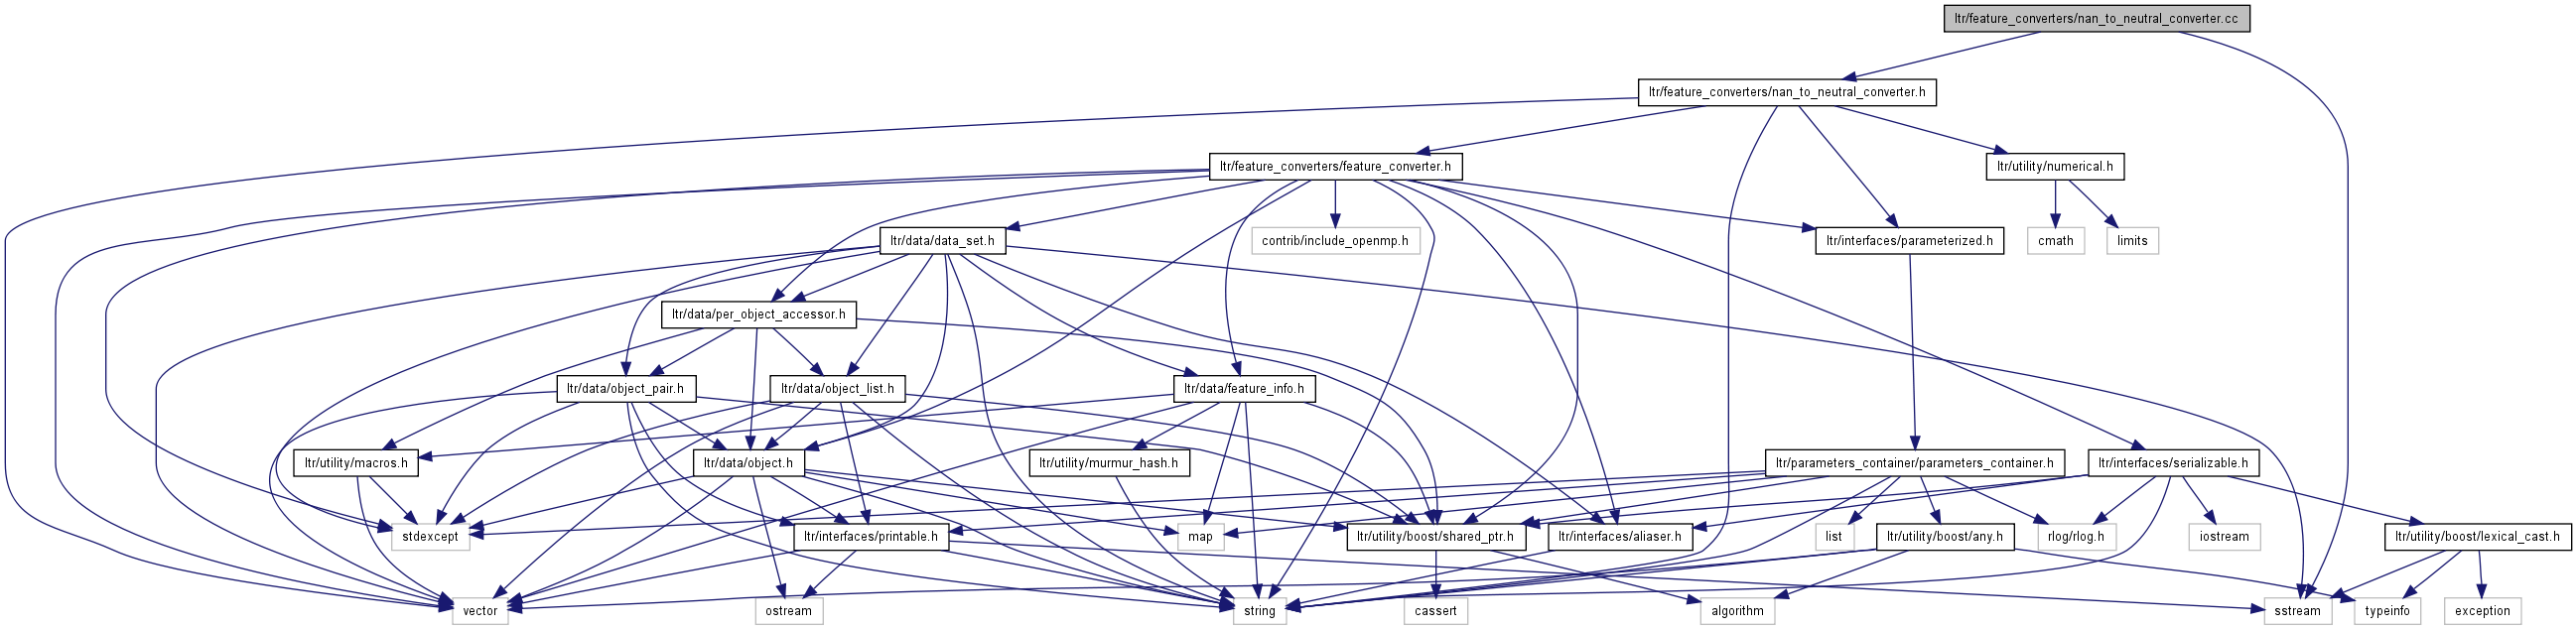 ltr/feature_converters/nan_to_neutral_converter.cc
ltr/feature_converters/nan_to_neutral_converter.h
ltr/feature_converters/feature_converter.h
ltr/utility/numerical.h
ltr/data/data_set.h
contrib/include_openmp.h
ltr/interfaces/parameterized.h
cmath
limits
ltr/data/per_object_accessor.h
ltr/data/object_pair.h
ltr/data/object_list.h
ltr/data/feature_info.h
ltr/utility/macros.h
ltr/data/object.h
ltr/utility/murmur_hash.h
ltr/parameters_container/parameters_container.h
ltr/interfaces/serializable.h
stdexcept
ltr/interfaces/printable.h
map
ltr/utility/boost/shared_ptr.h
ltr/interfaces/aliaser.h
list
ltr/utility/boost/any.h
rlog/rlog.h
iostream
ltr/utility/boost/lexical_cast.h
vector
ostream
string
cassert
algorithm
sstream
typeinfo
exception